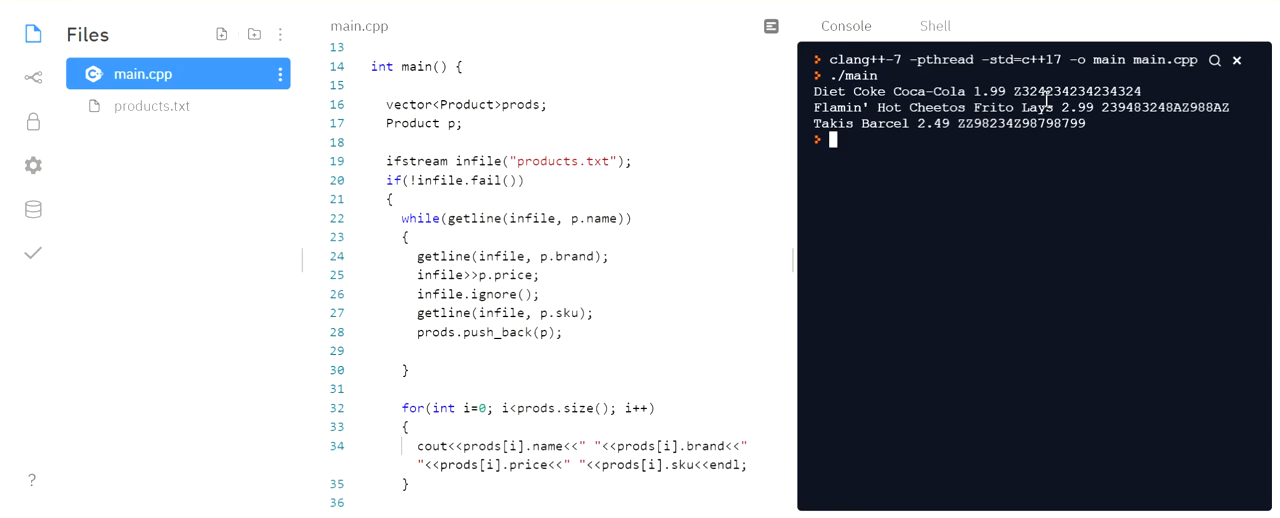 Files
main.cpp
products.txt
?
main.cpp
13
14 int main() {
15
16 vector<Product>prods;
17 Product p;
18
19 ifstream infile("products.txt");
20 if(!infile.fail())
21 {
22 while(getline(infile, p.name))
23 {
24 getline(infile, p.brand);
25 infile>>p.price;
26 infile.ignore();
27 getline(infile, p.sku);
28 prods.push_back(p);
29
30 }
31
32 for(int i=0; i<prods.size(); i++)
33 {
34 cout<<prods[i].name<<" "<<prods[i].brand<<"
"<<prods[i].price<<" "<<prods[i].sku<<endl;
35 }
36
Console Shell
clang++-7 -pthread -std=c++17 -o main main.cpp
./main
Diet Coke Coca-Cola 1.99 Z324234234234324
Flamin' Hot Cheetos Frito Lays 2.99 239483248AZ988AZ
Takis Barcel 2.49 ZZ98234Z98798799